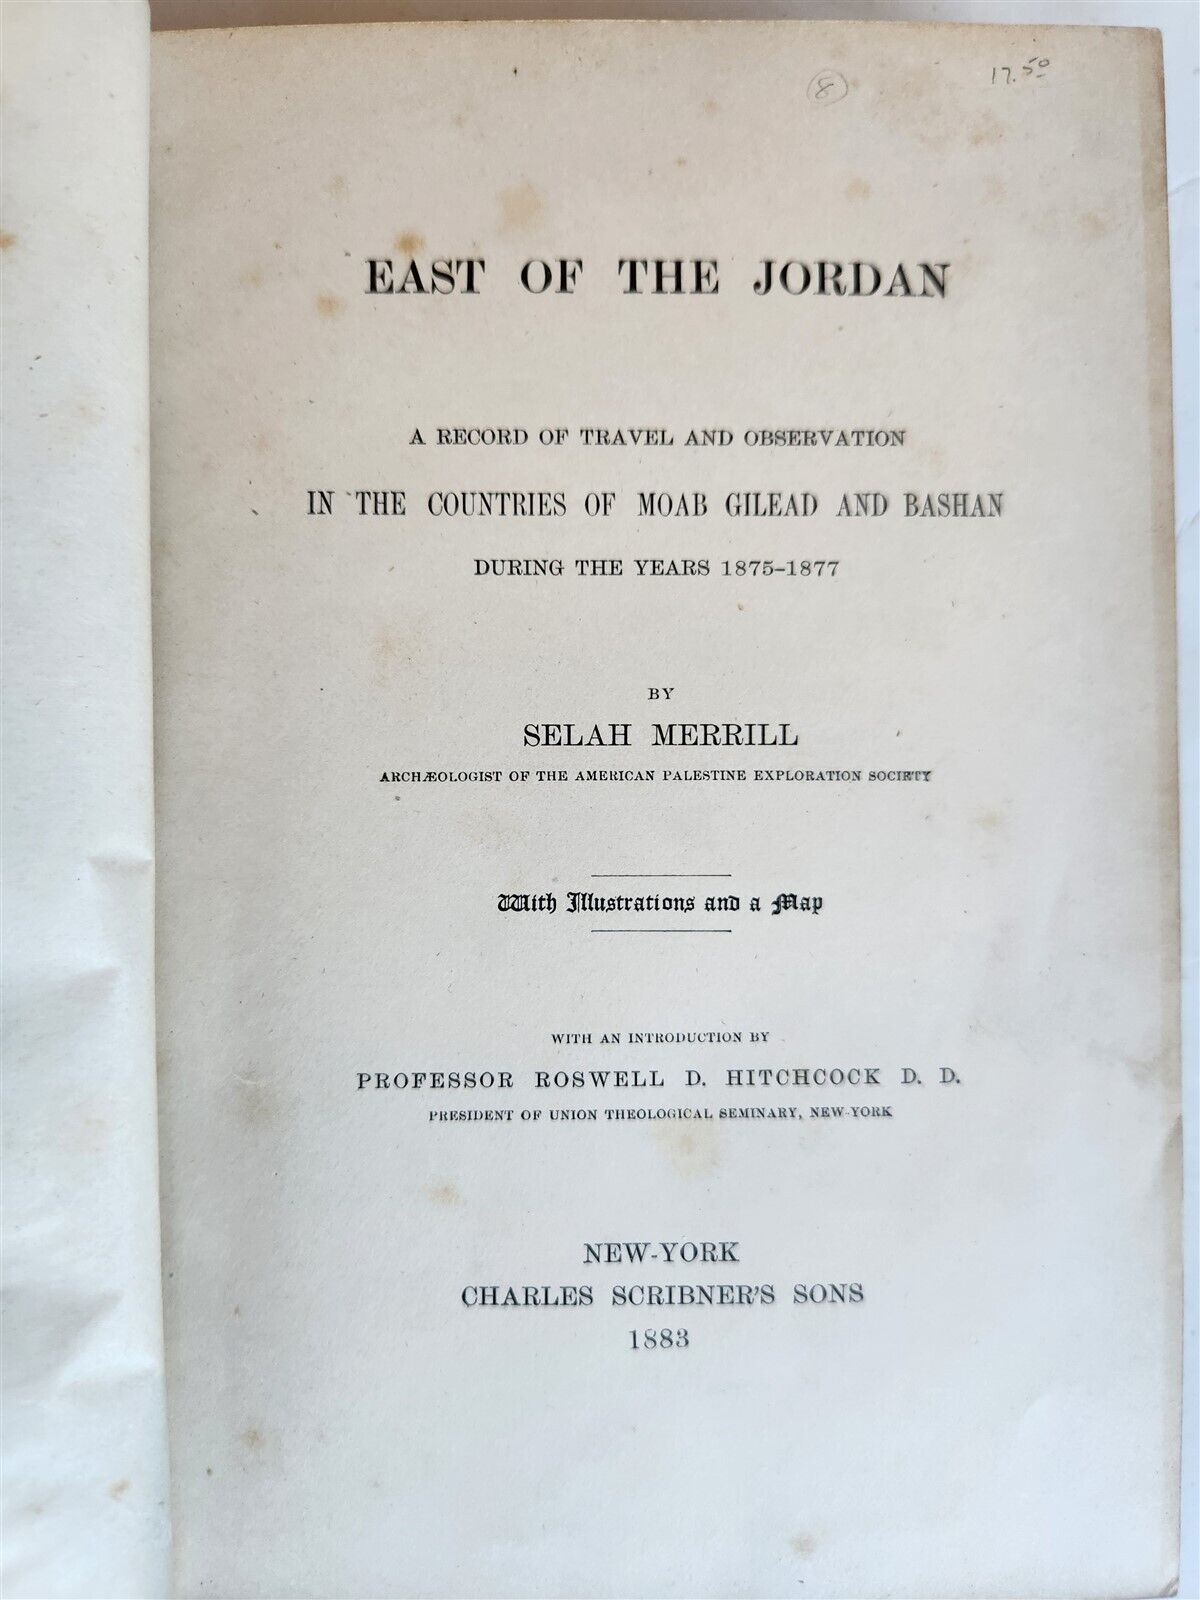 8 17.50
EAST OF THE JORDAN
A RECORD OF TRAVEL AND OBSERVATION
IN THE COUNTRIES OF MOAB GILEAD AND BASHAN
DURING THE YEARS 1875-1877
BY
SELAH MERRILL
ARCHÆOLOGIST OF THE AMERICAN PALESTINE EXPLORATION SOCIETY
With Illustrations and a Map
WITH AN INTRODUCTION BY
PROFESSOR ROSWELL D. HITCHCOCK D. D.
PRESIDENT OF UNION THEOLOGICAL SEMINARY, NEW-YORK
NEW-YORK
CHARLES SCRIBNER'S SONS
1883